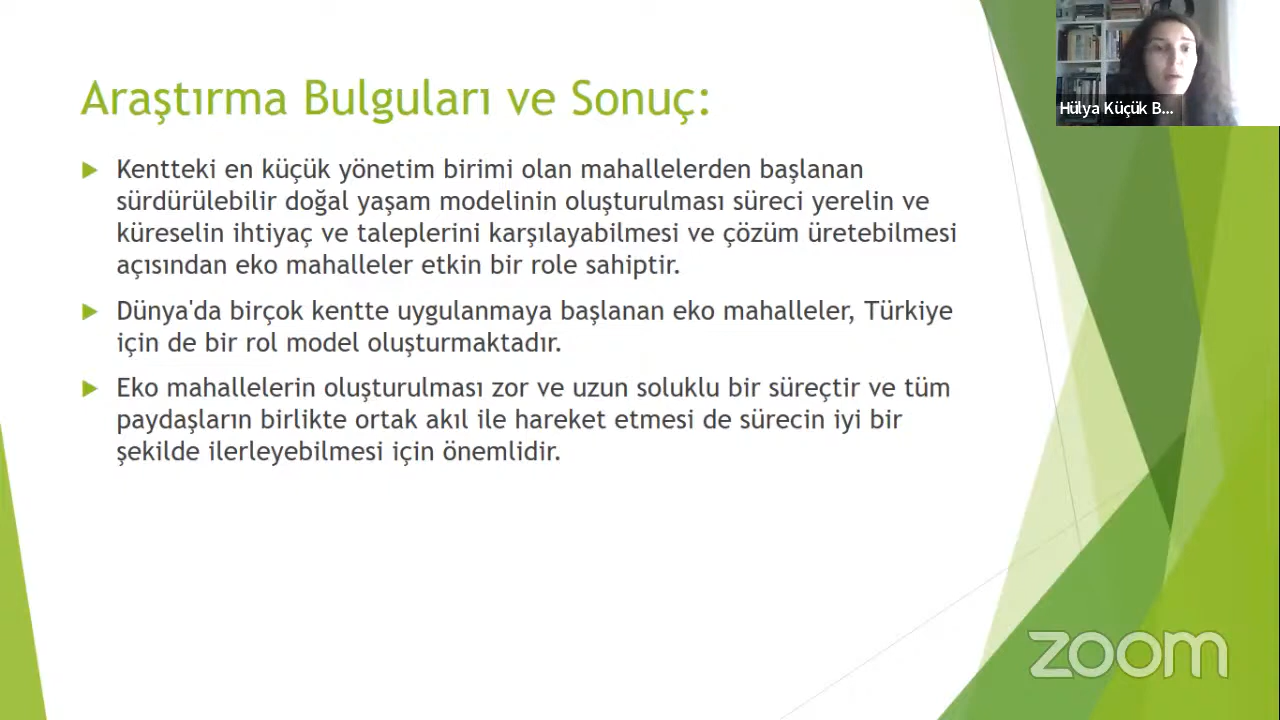 Araştırma Bulguları ve Sonuç:
Kentteki en küçük yönetim birimi olan mahallelerden başlanan
sürdürülebilir doğal yaşam modelinin oluşturulması süreci yerelin ve
küreselin ihtiyaç ve taleplerini karşılayabilmesi ve çözüm üretebilmesi
açısından eko mahalleler etkin bir role sahiptir.
Dünya'da birçok kentte uygulanmaya başlanan eko mahalleler, Türkiye
için de bir rol model oluşturmaktadır.
Eko mahallelerin oluşturulması zor ve uzun soluklu bir süreçtir ve tüm
paydaşların birlikte ortak akıl ile hareket etmesi de sürecin iyi bir
şekilde ilerleyebilmesi için önemlidir.
Hülya Küçük B...
zoom